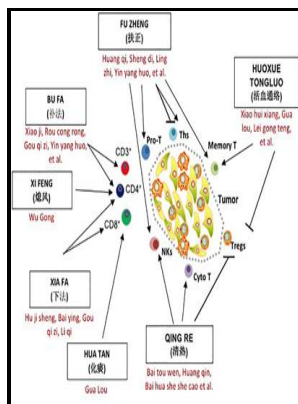 FU ZHENG
(扶正)
Huang qi, Sheng di, Ling
zhi, Yin yang huo, et al.
HUOXUE
TONGLUO
(活血通络)
Xiao hui xiang, Gua
lou, Lei gong teng, et
al.
BU FA
(补法)
Xiao ji, Rou cong rong,
Gou qi zi, Yin yang huo,
et al.
Pro-T
Ths
Memory T
CD3⁺
XI FENG
(熄风)
Wu Gong
CD4⁺
Tumor
CD8⁺
Tregs
NKs
Cyto T
XIA FA
(下法)
Hu ji sheng, Bai ying, Gou
qi zi, Li qi
HUA TAN
(化痰)
Gua Lou
QING RE
(清热)
Bai tou wen, Huang qin,
Bai hua she she cao et al.